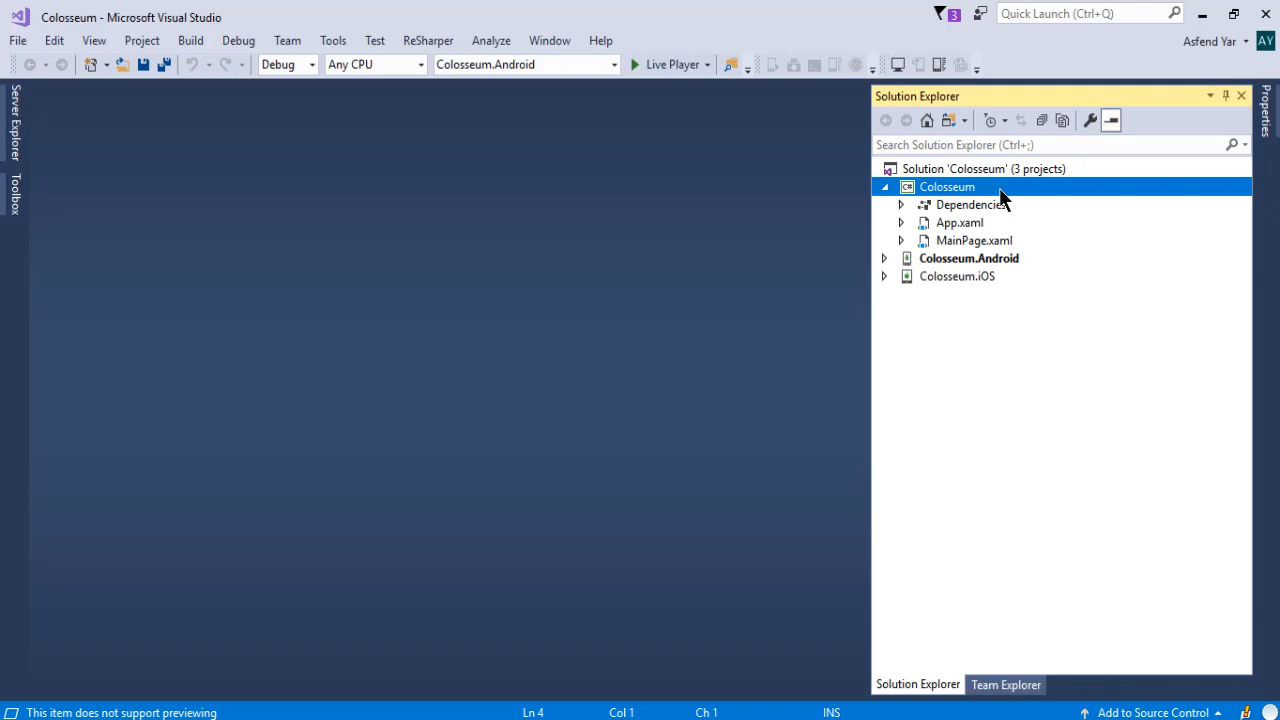 Colosseum - Microsoft Visual Studio
3
Quick Launch (Ctrl+Q)
File Edit View Project Build Debug Team Tools Test ReSharper Analyze Window Help
Asfend Yar AY
Debug Any CPU Colosseum.Android Live Player
Server Explorer
Toolbox
Solution Explorer
Properties
Search Solution Explorer (Ctrl+;)
Solution 'Colosseum' (3 projects)
C# Colosseum
Dependencies
App.xaml
MainPage.xaml
Colosseum.Android
Colosseum.iOS
Solution Explorer Team Explorer
This item does not support previewing Ln 4 Col 1 Ch 1 INS Add to Source Control